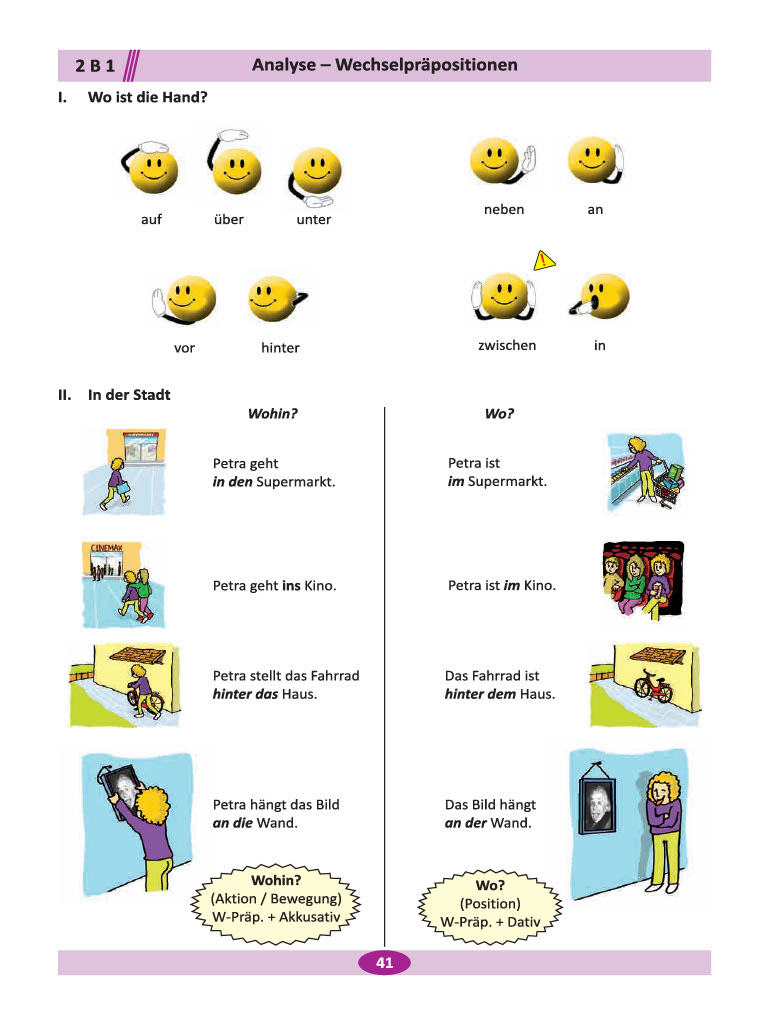 2 B 1
Analyse – Wechselpräpositionen
I. Wo ist die Hand?
auf über unter
neben an
vor hinter
zwischen in
II. In der Stadt
Wohin?
Wo?
Petra geht
in den Supermarkt.
Petra ist
im Supermarkt.
CINEMAX
Petra geht ins Kino.
Petra ist im Kino.
Petra stellt das Fahrrad
hinter das Haus.
Das Fahrrad ist
hinter dem Haus.
Petra hängt das Bild
an die Wand.
Das Bild hängt
an der Wand.
Wohin?
(Aktion / Bewegung)
W-Präp. + Akkusativ
Wo?
(Position)
W-Präp. + Dativ
41